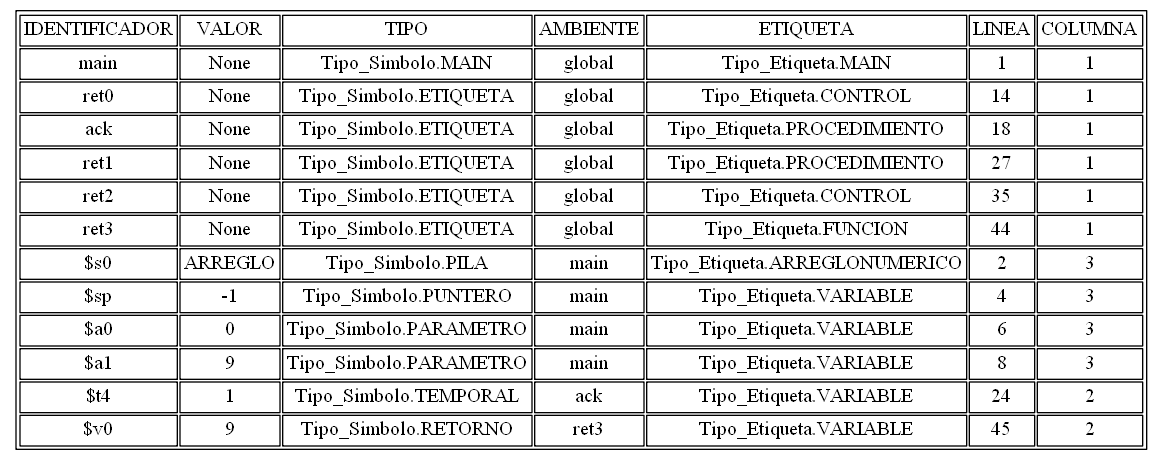 IDENTIFICADOR VALOR TIPO AMBIENTE ETIQUETA LINEA COLUMNA
main None Tipo_Simbolo.MAIN global Tipo_Etiqueta.MAIN 1 1
ret0 None Tipo_Simbolo.ETIQUETA global Tipo_Etiqueta.CONTROL 14 1
ack None Tipo_Simbolo.ETIQUETA global Tipo_Etiqueta.PROCEDIMIENTO 18 1
ret1 None Tipo_Simbolo.ETIQUETA global Tipo_Etiqueta.PROCEDIMIENTO 27 1
ret2 None Tipo_Simbolo.ETIQUETA global Tipo_Etiqueta.CONTROL 35 1
ret3 None Tipo_Simbolo.ETIQUETA global Tipo_Etiqueta.FUNCION 44 1
$s0 ARREGLO Tipo_Simbolo.PILA main Tipo_Etiqueta.ARREGLONUMERICO 2 3
$sp -1 Tipo_Simbolo.PUNTERO main Tipo_Etiqueta.VARIABLE 4 3
$a0 0 Tipo_Simbolo.PARAMETRO main Tipo_Etiqueta.VARIABLE 6 3
$a1 9 Tipo_Simbolo.PARAMETRO main Tipo_Etiqueta.VARIABLE 8 3
$t4 1 Tipo_Simbolo.TEMPORAL ack Tipo_Etiqueta.VARIABLE 24 2
$v0 9 Tipo_Simbolo.RETORNO ret3 Tipo_Etiqueta.VARIABLE 45 2